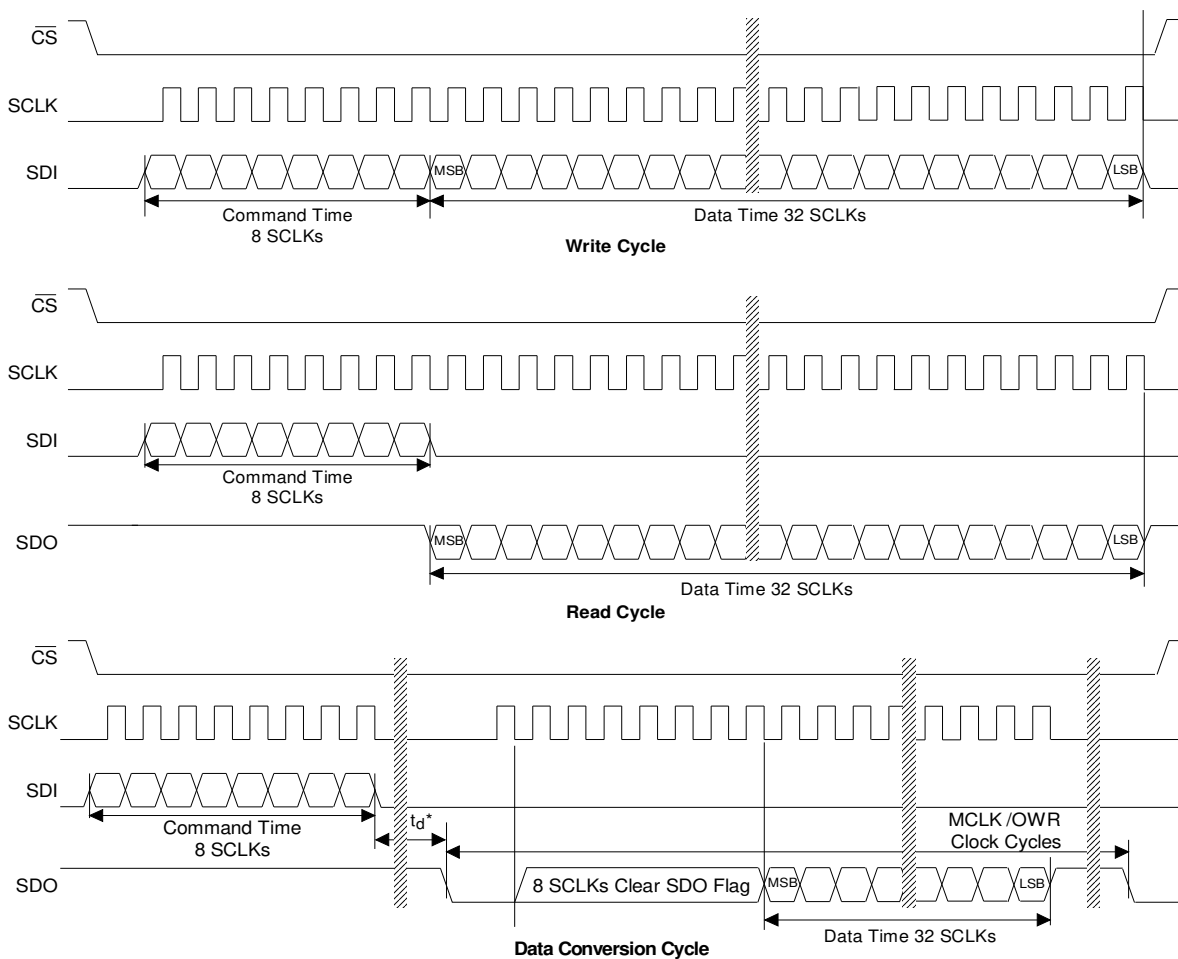 CS
SCLK
SDI
MSB
LSB
Command Time
8 SCLKs
Data Time 32 SCLKs
Write Cycle
CS
SCLK
SDI
Command Time
8 SCLKs
SDO
MSB
LSB
Data Time 32 SCLKs
Read Cycle
CS
SCLK
SDI
Command Time
8 SCLKs
td*
MCLK /OWR
Clock Cycles
SDO
8 SCLKs Clear SDO Flag
MSB
LSB
Data Time 32 SCLKs
Data Conversion Cycle